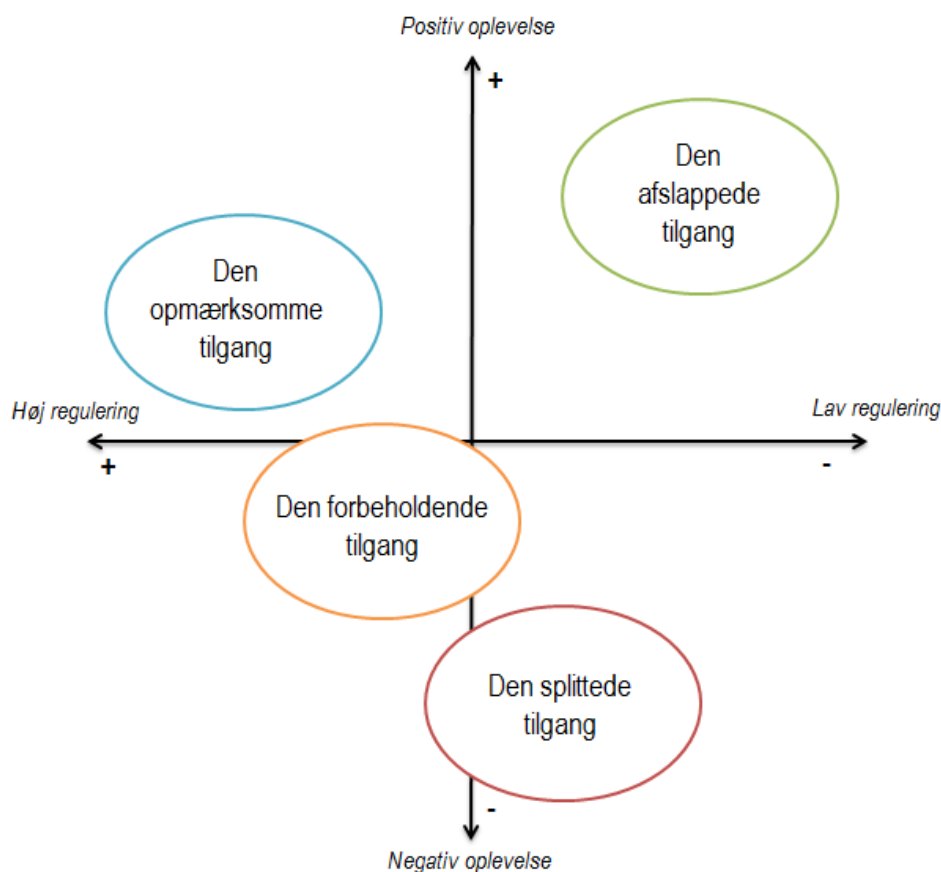 Positiv oplevelse
+
Den
afslappede
tilgang
Den
opmærksomme
tilgang
Høj regulering
Lav regulering
+
-
Den forbeholdende
tilgang
Den splittede
tilgang
-
Negativ oplevelse